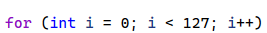 for (int i = 0; i < 127; i++)